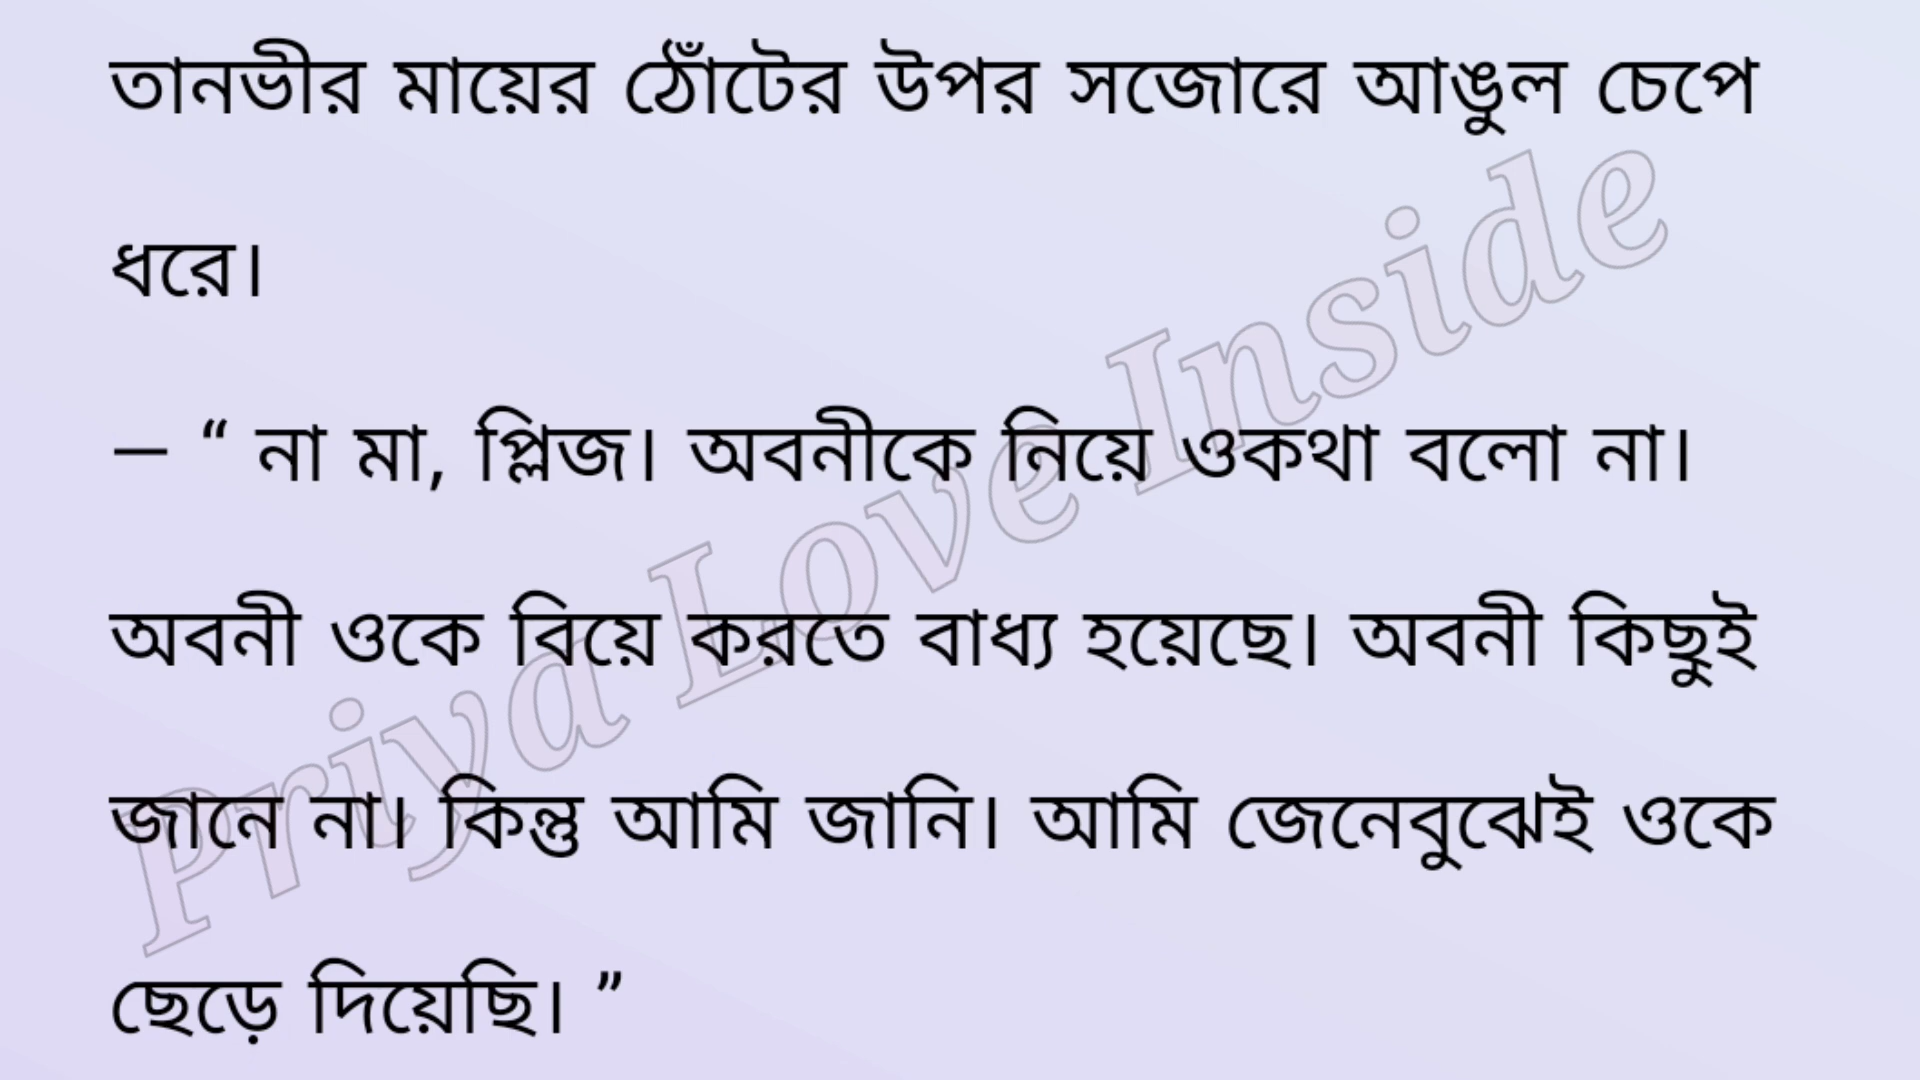 তানভীর মায়ের ঠোঁটের উপর সজোরে আঙুল চেপে
ধরে।
– “ না মা, প্লিজ। অবনীকে নিয়ে ওকথা বলো না।
অবনী ওকে বিয়ে করতে বাধ্য হয়েছে। অবনী কিছুই
জানে না। কিন্তু আমি জানি। আমি জেনেবুঝেই ওকে
ছেড়ে দিয়েছি। ”
Priya Love Inside